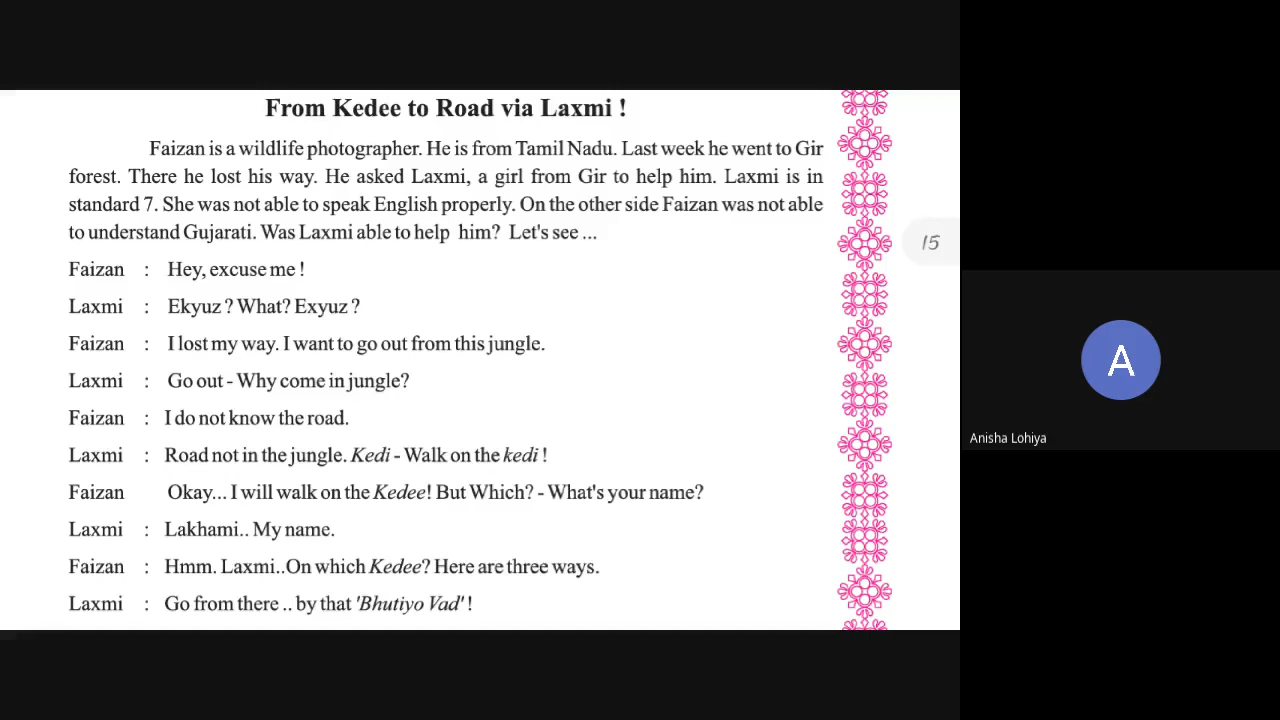 From Kedee to Road via Laxmi !
Faizan is a wildlife photographer. He is from Tamil Nadu. Last week he went to Gir
forest. There he lost his way. He asked Laxmi, a girl from Gir to help him. Laxmi is in
standard 7. She was not able to speak English properly. On the other side Faizan was not able
to understand Gujarati. Was Laxmi able to help him? Let's see ...
Faizan : Hey, excuse me !
Laxmi : Ekyuz ? What? Exyuz ?
Faizan : I lost my way. I want to go out from this jungle.
Laxmi : Go out - Why come in jungle?
Faizan : I do not know the road.
Laxmi : Road not in the jungle. Kedi - Walk on the kedi !
Faizan Okay... I will walk on the Kedee! But Which? - What's your name?
Laxmi : Lakhami.. My name.
Faizan : Hmm. Laxmi..On which Kedee? Here are three ways.
Laxmi : Go from there .. by that 'Bhutiyo Vad' !
15
A
Anisha Lohiya